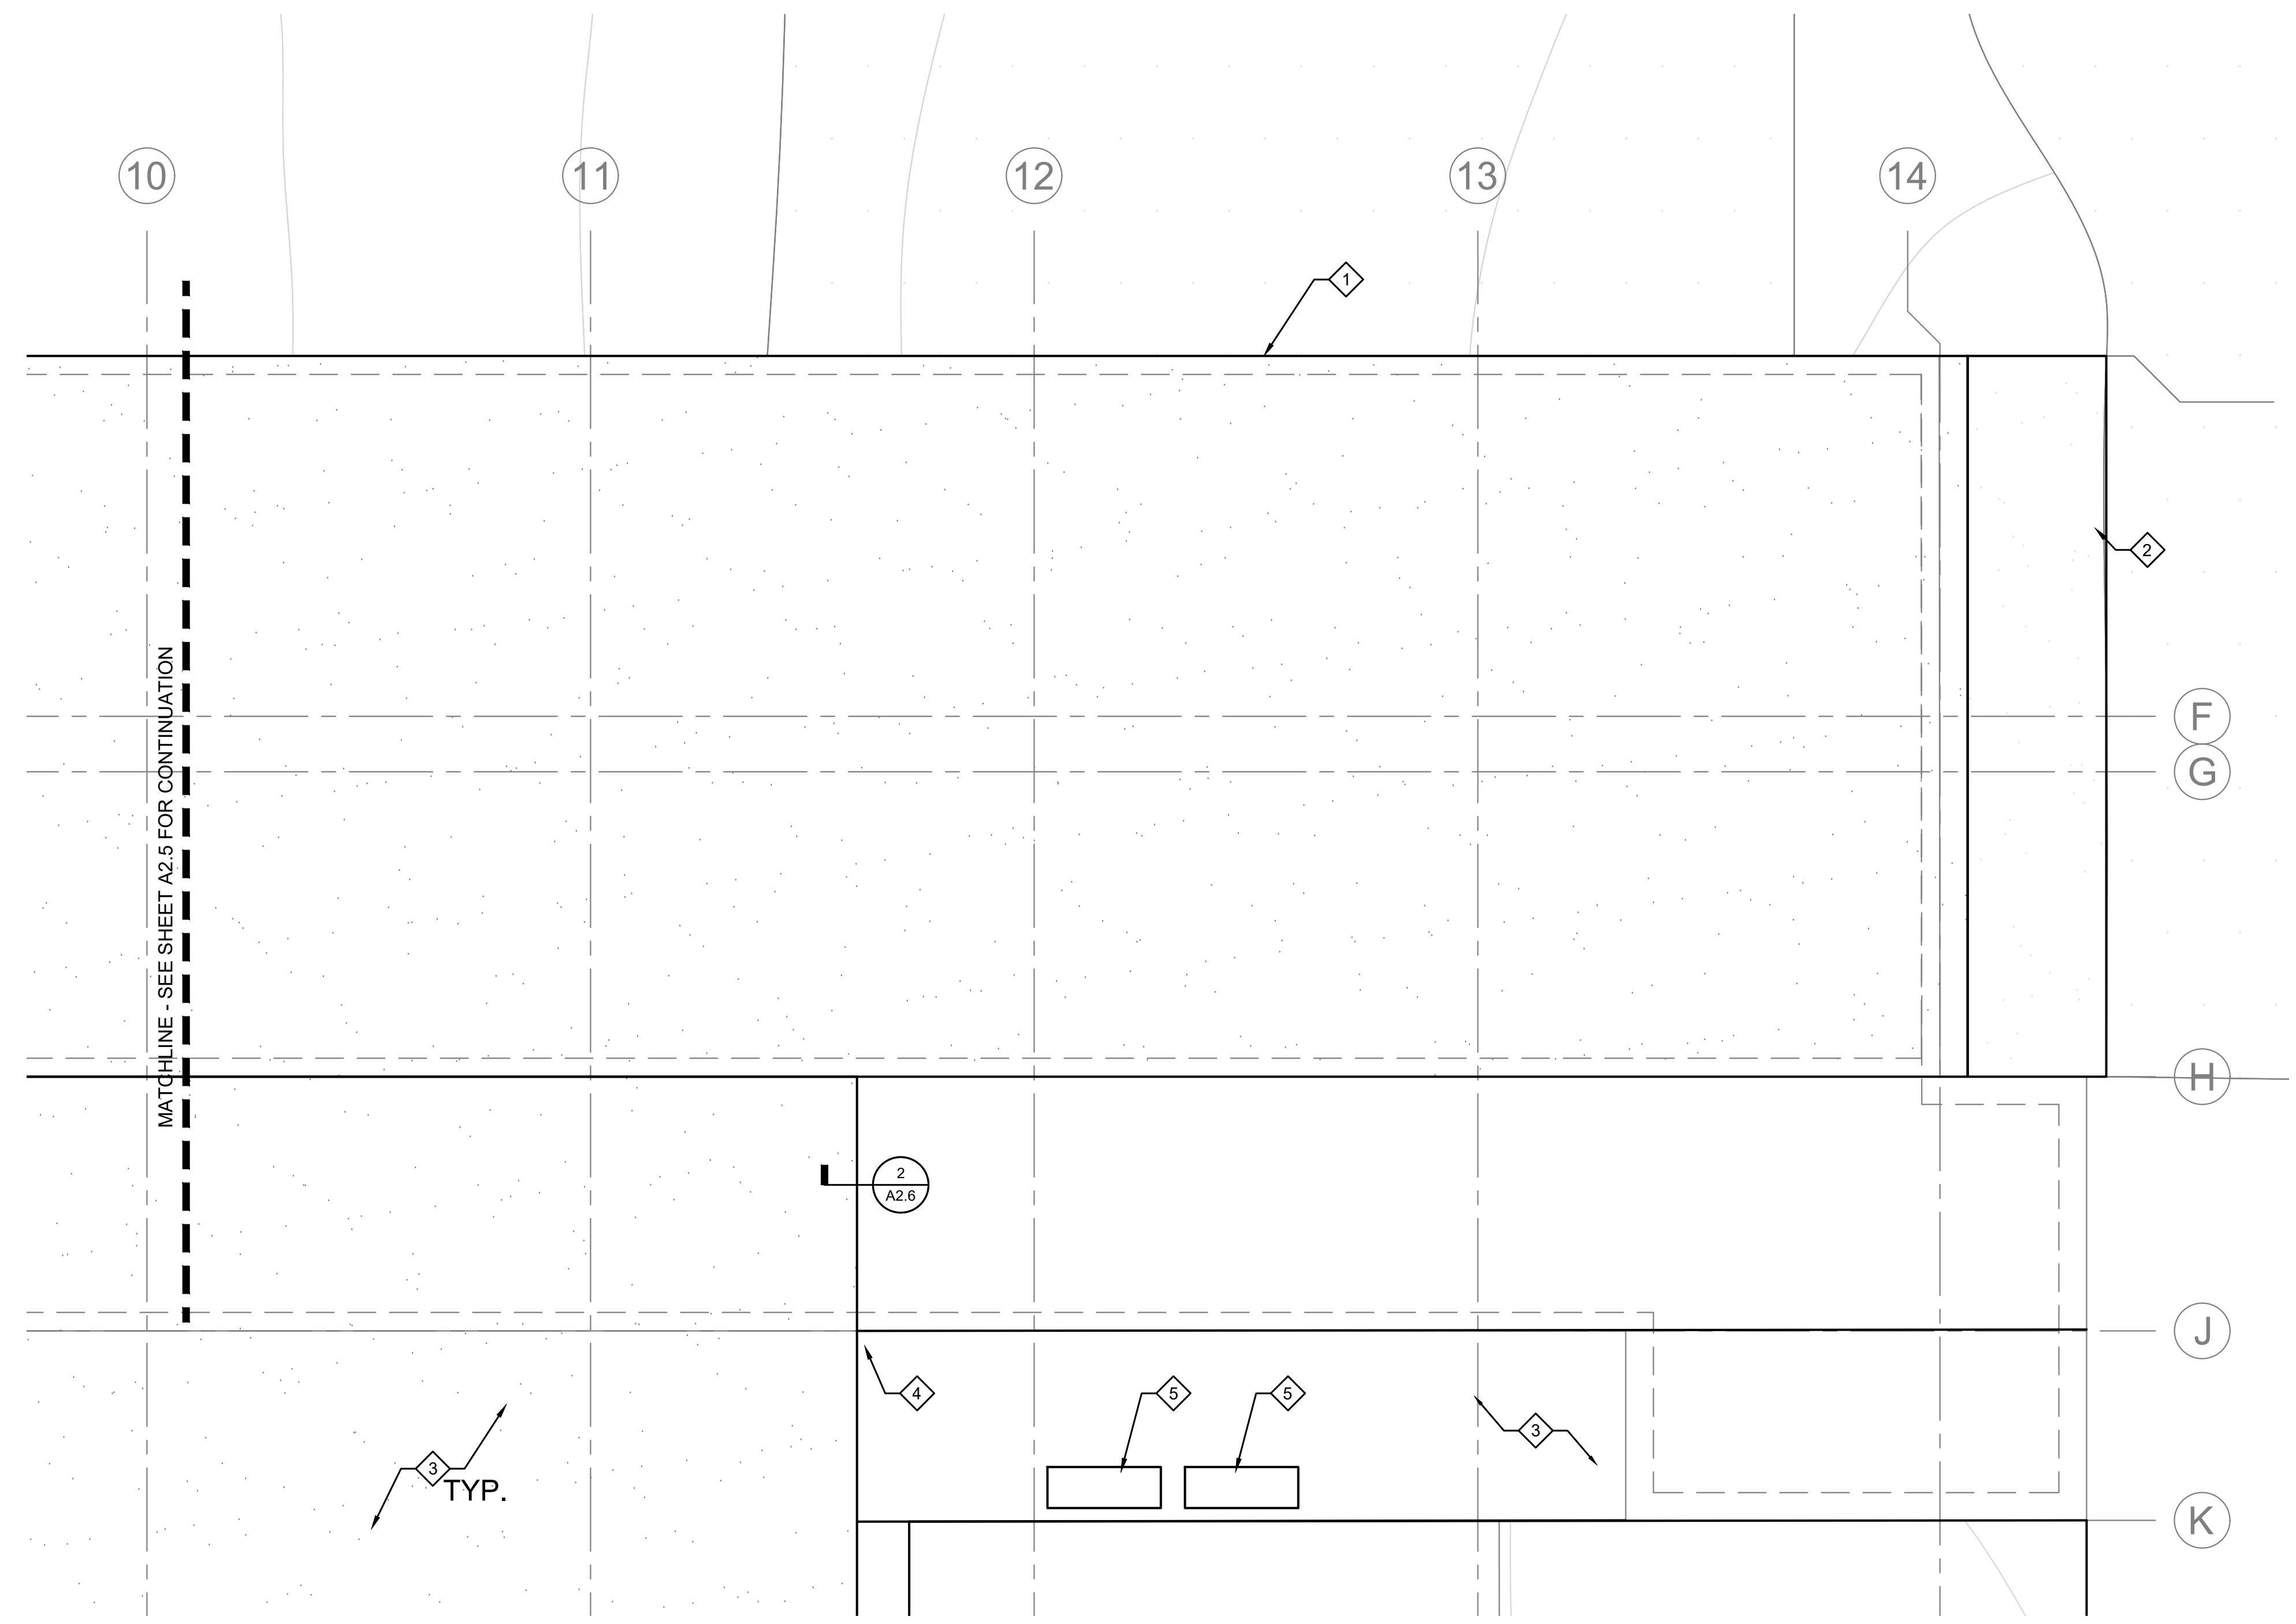 10
11
12
13
14
1
2
MATCHLINE - SEE SHEET A2.5 FOR CONTINUATION
F
G
H
2
A2.6
J
4
5
5
3
3
TYP.
K